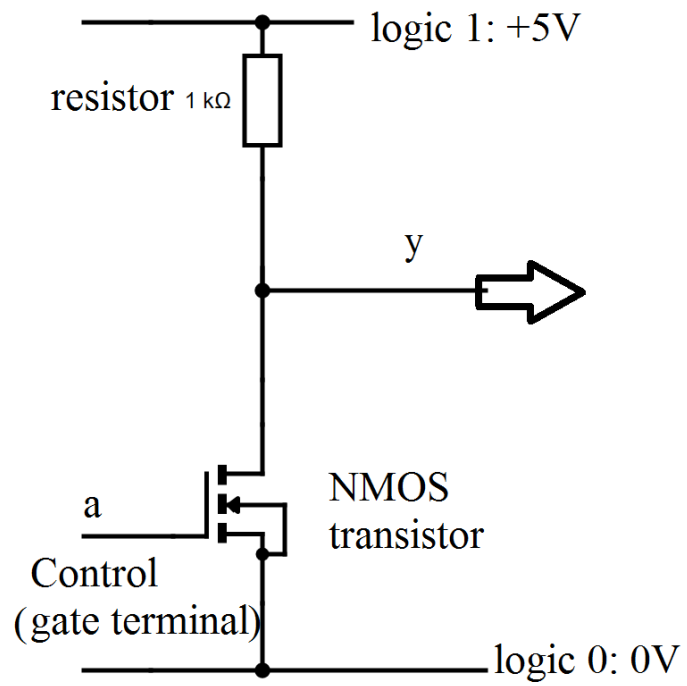 logic 1: +5V
resistor 1 kΩ
y
a
NMOS
transistor
Control
(gate terminal)
logic 0: 0V